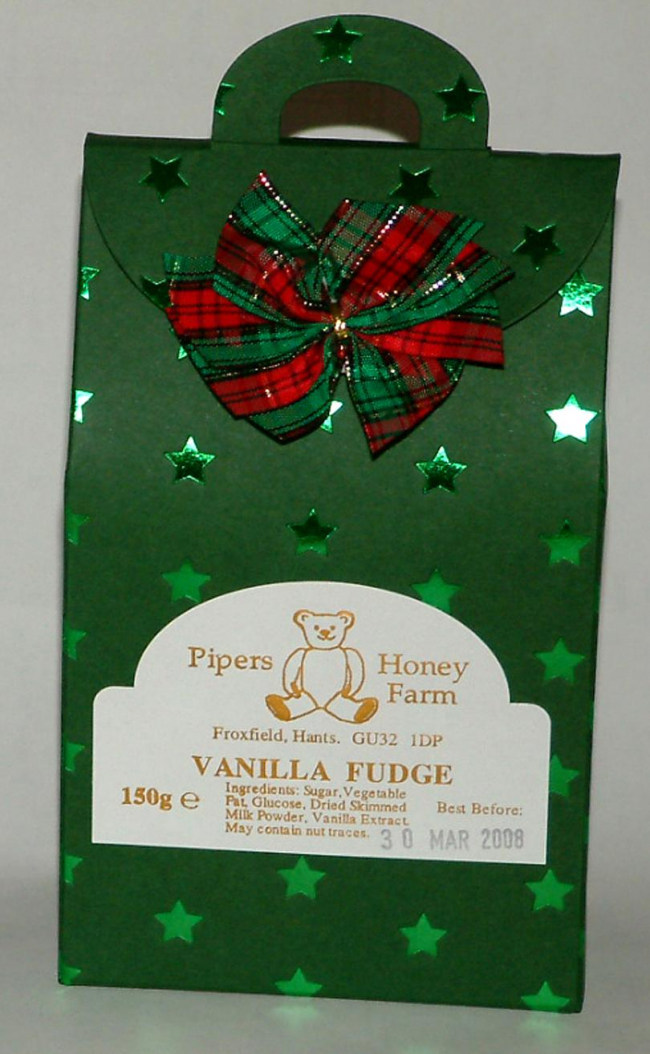 Pipers Honey
Farm
Froxfield, Hants. GU32 1DP
VANILLA FUDGE
150g ℮
Ingredients: Sugar, Vegetable
Fat, Glucose, Dried Skimmed
Milk Powder, Vanilla Extract.
May contain nut traces.
Best Before:
30 MAR 2008